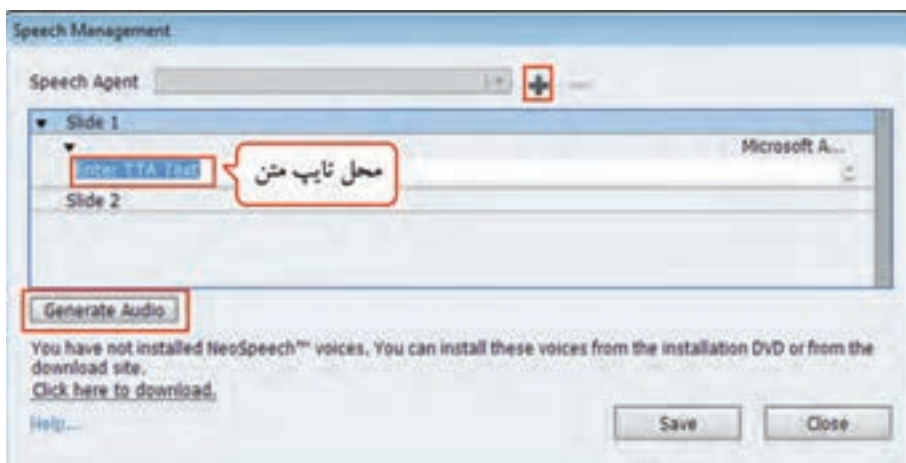 Speech Management
Speech Agent
Slide 1
Microsoft A...
Enter TTA Text
محل تایپ متن
Slide 2
Generate Audio
You have not installed NeoSpeech™ voices. You can install these voices from the installation DVD or from the
download site.
Click here to download.
Help...
Save
Close